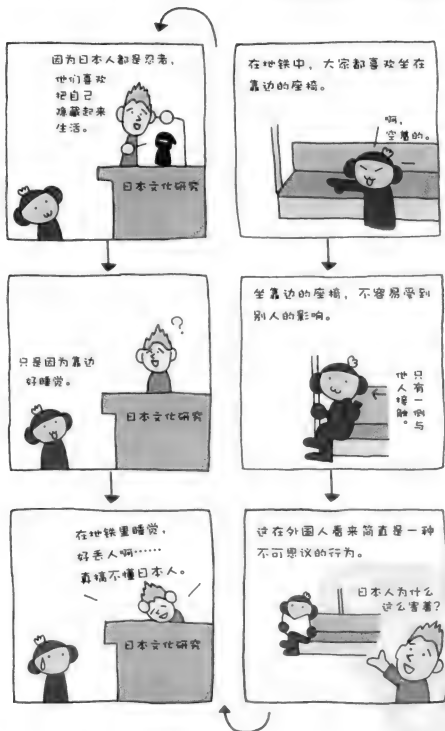 在地铁中,大家都喜欢坐在
靠边的座椅。
啊,
空着的。
坐靠边的座椅,不容易受到
别人的影响。
只有一侧与
他人接触。
这在外国人看来简直是一种
不可思议的行为。
日本人为什么
这么害羞?
因为日本人都是忍者,
他们喜欢
把自己
隐藏起来
生活。
日本文化研究
?
只是因为靠边
好睡觉。
日本文化研究
在地铁里睡觉,
好丢人啊……
真搞不懂日本人。
日本文化研究